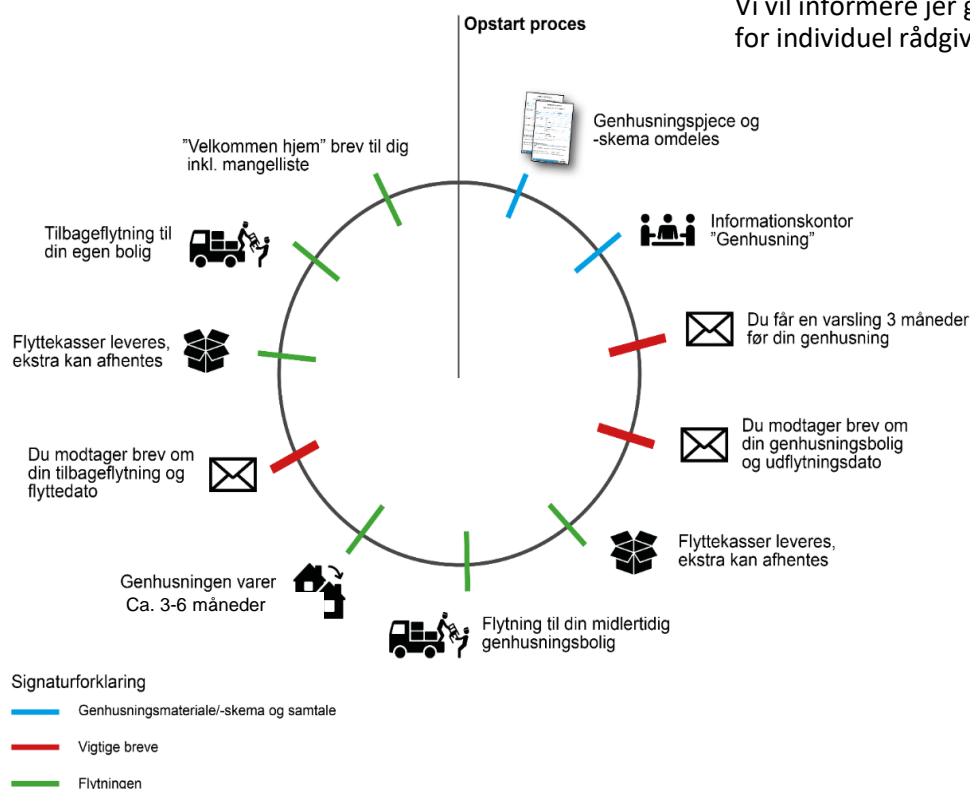 Vi vil informere jer
for individuel
Opstart proces
Genhusningspjece og
-skema omdeles
Informationskontor
"Genhusning"
Du får en varsling 3 måneder
før din genhusning
Du modtager brev om
din genhusningsbolig
og udflytningsdato
Flyttekasser leveres,
ekstra kan afhentes
Flytning til din midlertidig
genhusningsbolig
Genhusningen varer
Ca. 3-6 måneder
Du modtager brev om
din tilbageflytning og
flyttedato
Flyttekasser leveres,
ekstra kan afhentes
Tilbageflytning til
din egen bolig
"Velkommen hjem" brev til dig
inkl. mangelliste
Signaturforklaring
Genhusningsmateriale/-skema og samtale
Vigtige breve
Flytningen